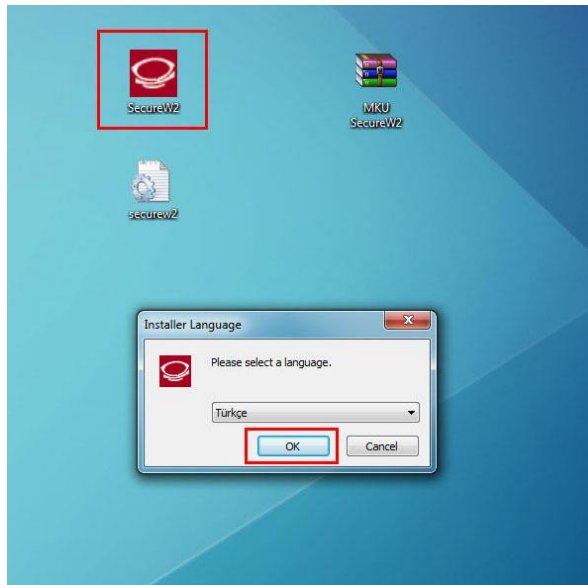 SecureW2
MKU
SecureW2
securew2
Installer Language
Please select a language.
Türkçe
OK
Cancel